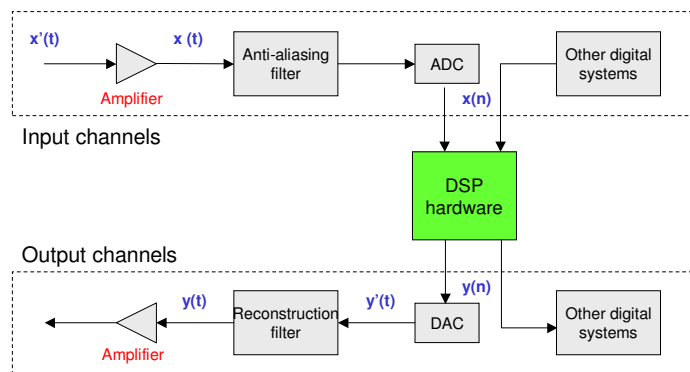 x’(t)
x (t)
Anti-aliasing
filter
ADC
Other digital
systems
Amplifier
x(n)
Input channels
DSP
hardware
Output channels
y(t)
y’(t)
y(n)
Reconstruction
filter
DAC
Other digital
systems
Amplifier